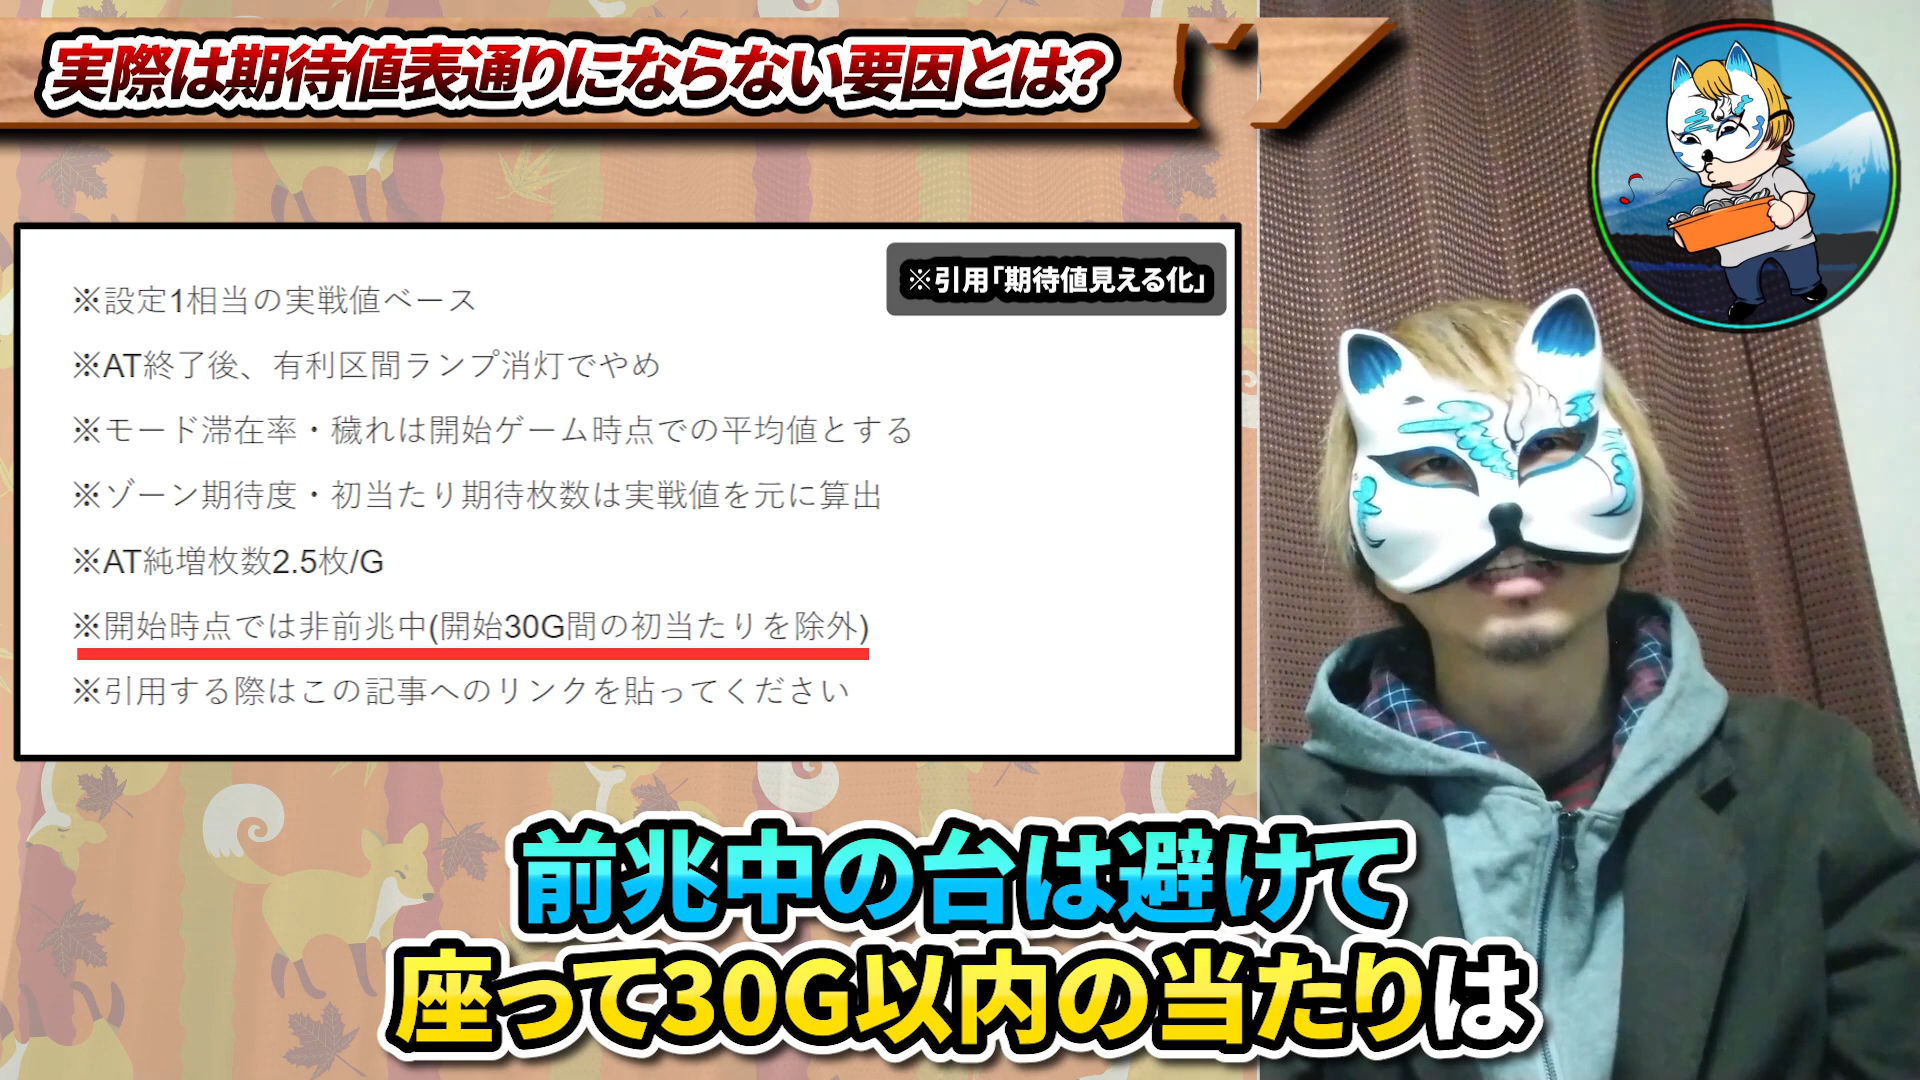 実際は期待値表通りにならない要因とは?
※引用「期待値見える化」
※設定1相当の実戦値ベース
※AT終了後、有利区間ランプ消灯でやめ
※モード滞在率・穢れは開始ゲーム時点での平均値とする
※ゾーン期待度・初当たり期待枚数は実戦値を元に算出
※AT純増枚数2.5枚/G
※開始時点では非前兆中(開始30G間の初当たりを除外)
※引用する際はこの記事へのリンクを貼ってください
前兆中の台は避けて
座って30G以内の当たりは